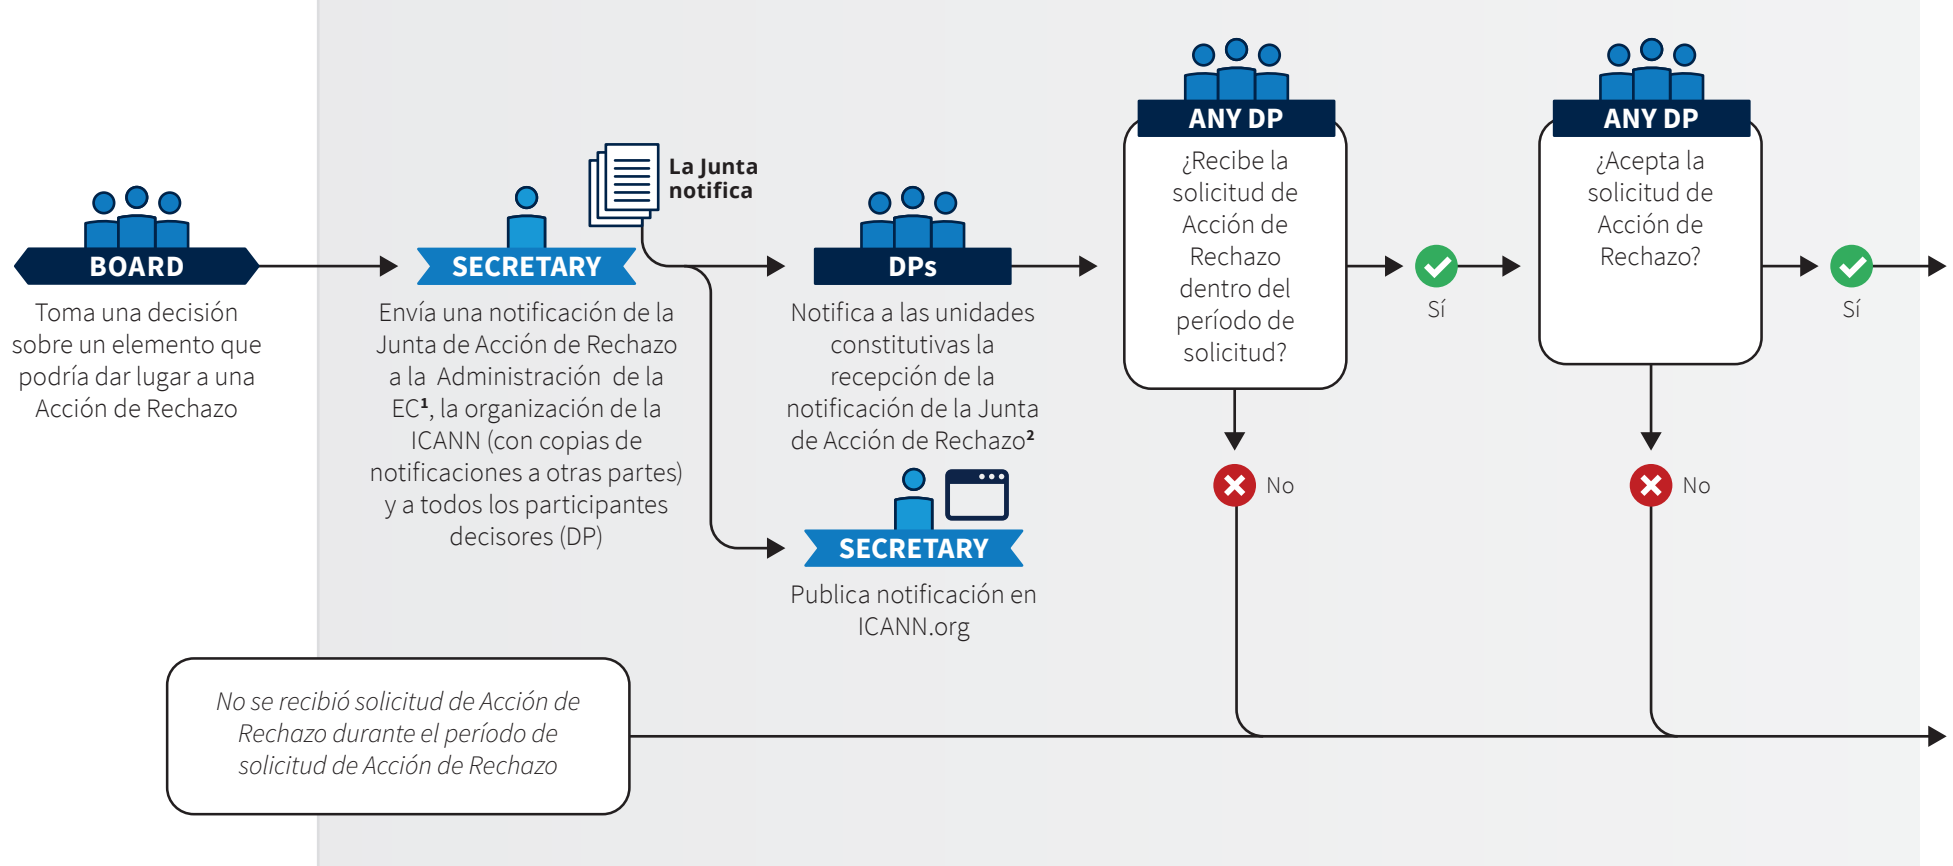 BOARD
Toma una decisión
sobre un elemento que
podría dar lugar a una
Acción de Rechazo
SECRETARY
Envía una notificación de la
Junta de Acción de Rechazo
a la Administración de la
EC¹, la organización de la
ICANN (con copias de
notificaciones a otras partes)
y a todos los participantes
decisores (DP)
La Junta
notifica
DPs
Notifica a las unidades
constitutivas la
recepción de la
notificación de la Junta
de Acción de Rechazo²
SECRETARY
Publica notificación en
ICANN.org
ANY DP
¿Recibe la
solicitud de
Acción de
Rechazo
dentro del
período de
solicitud?
Sí
No
ANY DP
¿Acepta la
solicitud de
Acción de
Rechazo?
Sí
No
No se recibió solicitud de Acción de
Rechazo durante el período de
solicitud de Acción de Rechazo